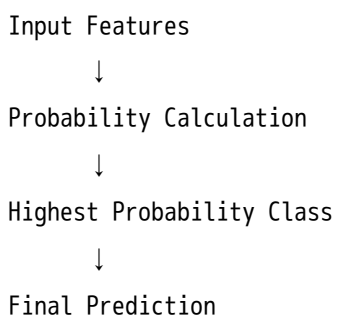 Input Features
↓
Probability Calculation
↓
Highest Probability Class
↓
Final Prediction